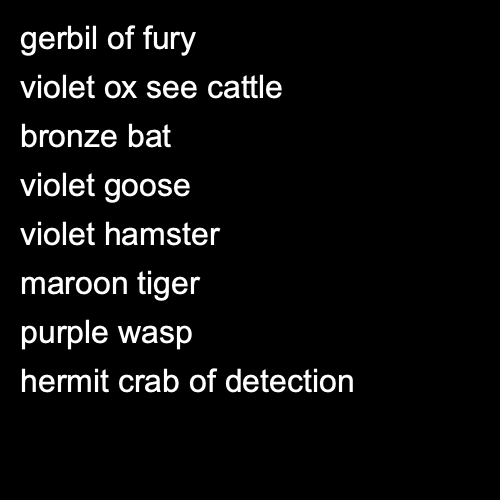 gerbil of fury
violet ox see cattle
bronze bat
violet goose
violet hamster
maroon tiger
purple wasp
hermit crab of detection